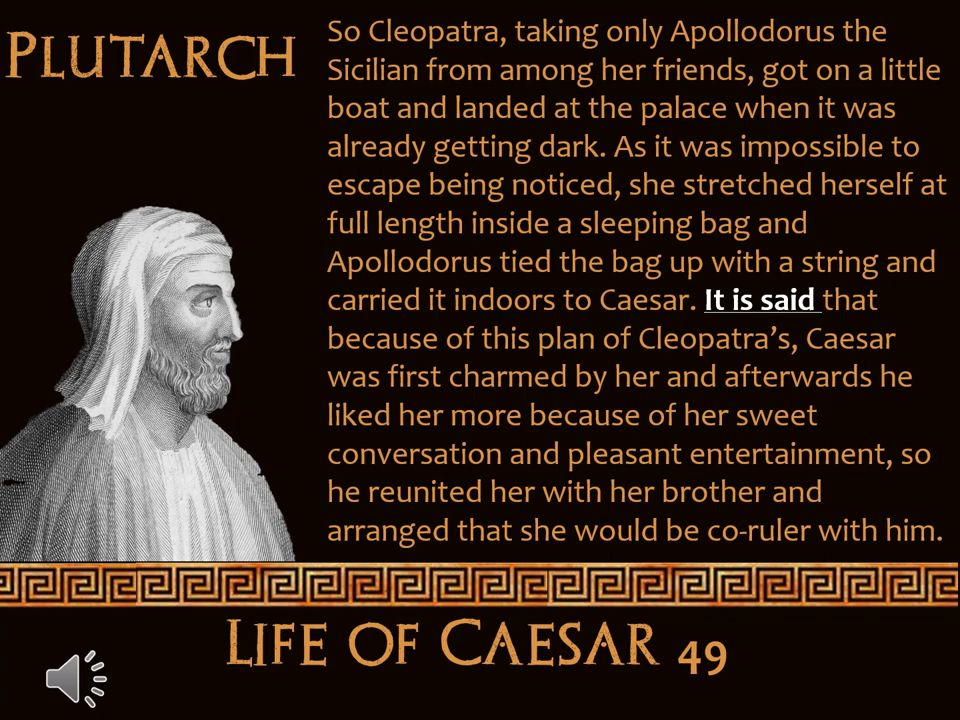 PLUTARCH
So Cleopatra, taking only Apollodorus the
Sicilian from among her friends, got on a little
boat and landed at the palace when it was
already getting dark. As it was impossible to
escape being noticed, she stretched herself at
full length inside a sleeping bag and
Apollodorus tied the bag up with a string and
carried it indoors to Caesar. It is said that
because of this plan of Cleopatra’s, Caesar
was first charmed by her and afterwards he
liked her more because of her sweet
conversation and pleasant entertainment, so
he reunited her with her brother and
arranged that she would be co-ruler with him.
LIFE OF CAESAR 49